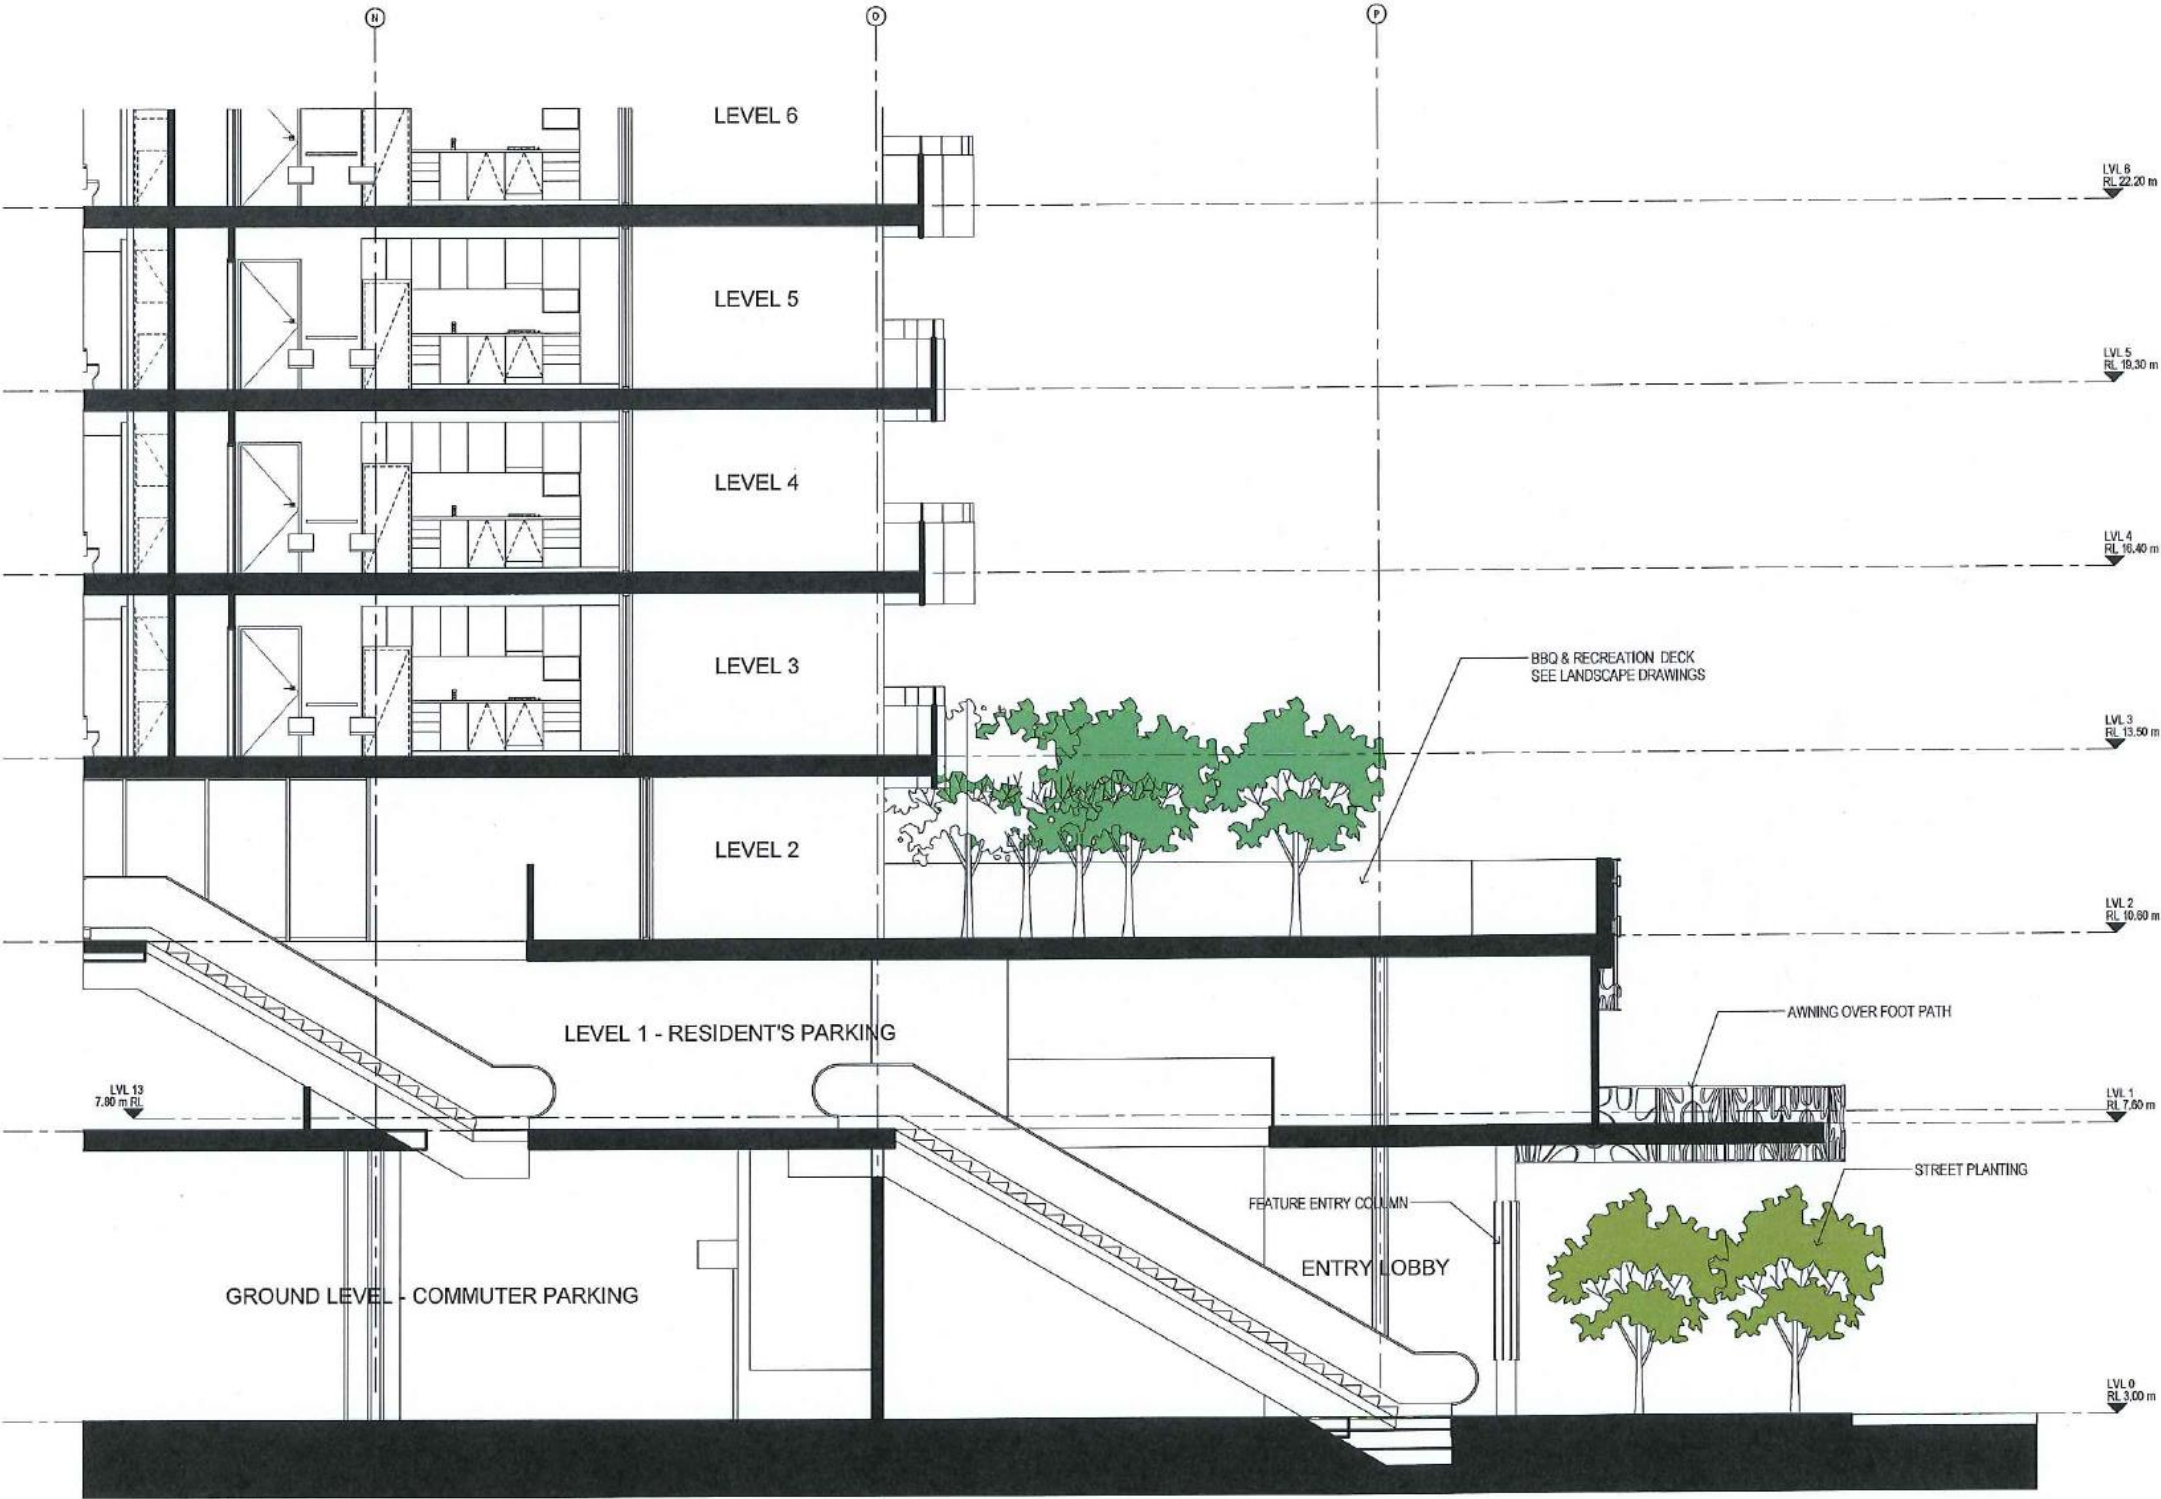 N
O
P
LEVEL 6
LVL 6
RL 22.20 m
LEVEL 5
LVL 5
RL 19.30 m
LEVEL 4
LVL 4
RL 16.40 m
BBQ & RECREATION DECK
SEE LANDSCAPE DRAWINGS
LEVEL 3
LVL 3
RL 13.50 m
LEVEL 2
LVL 2
RL 10.60 m
AWNING OVER FOOT PATH
LEVEL 1 - RESIDENT'S PARKING
LVL 13
7.80 m RL
LVL 1
RL 7.60 m
STREET PLANTING
FEATURE ENTRY COLUMN
ENTRY LOBBY
GROUND LEVEL - COMMUTER PARKING
LVL 0
RL 3.00 m